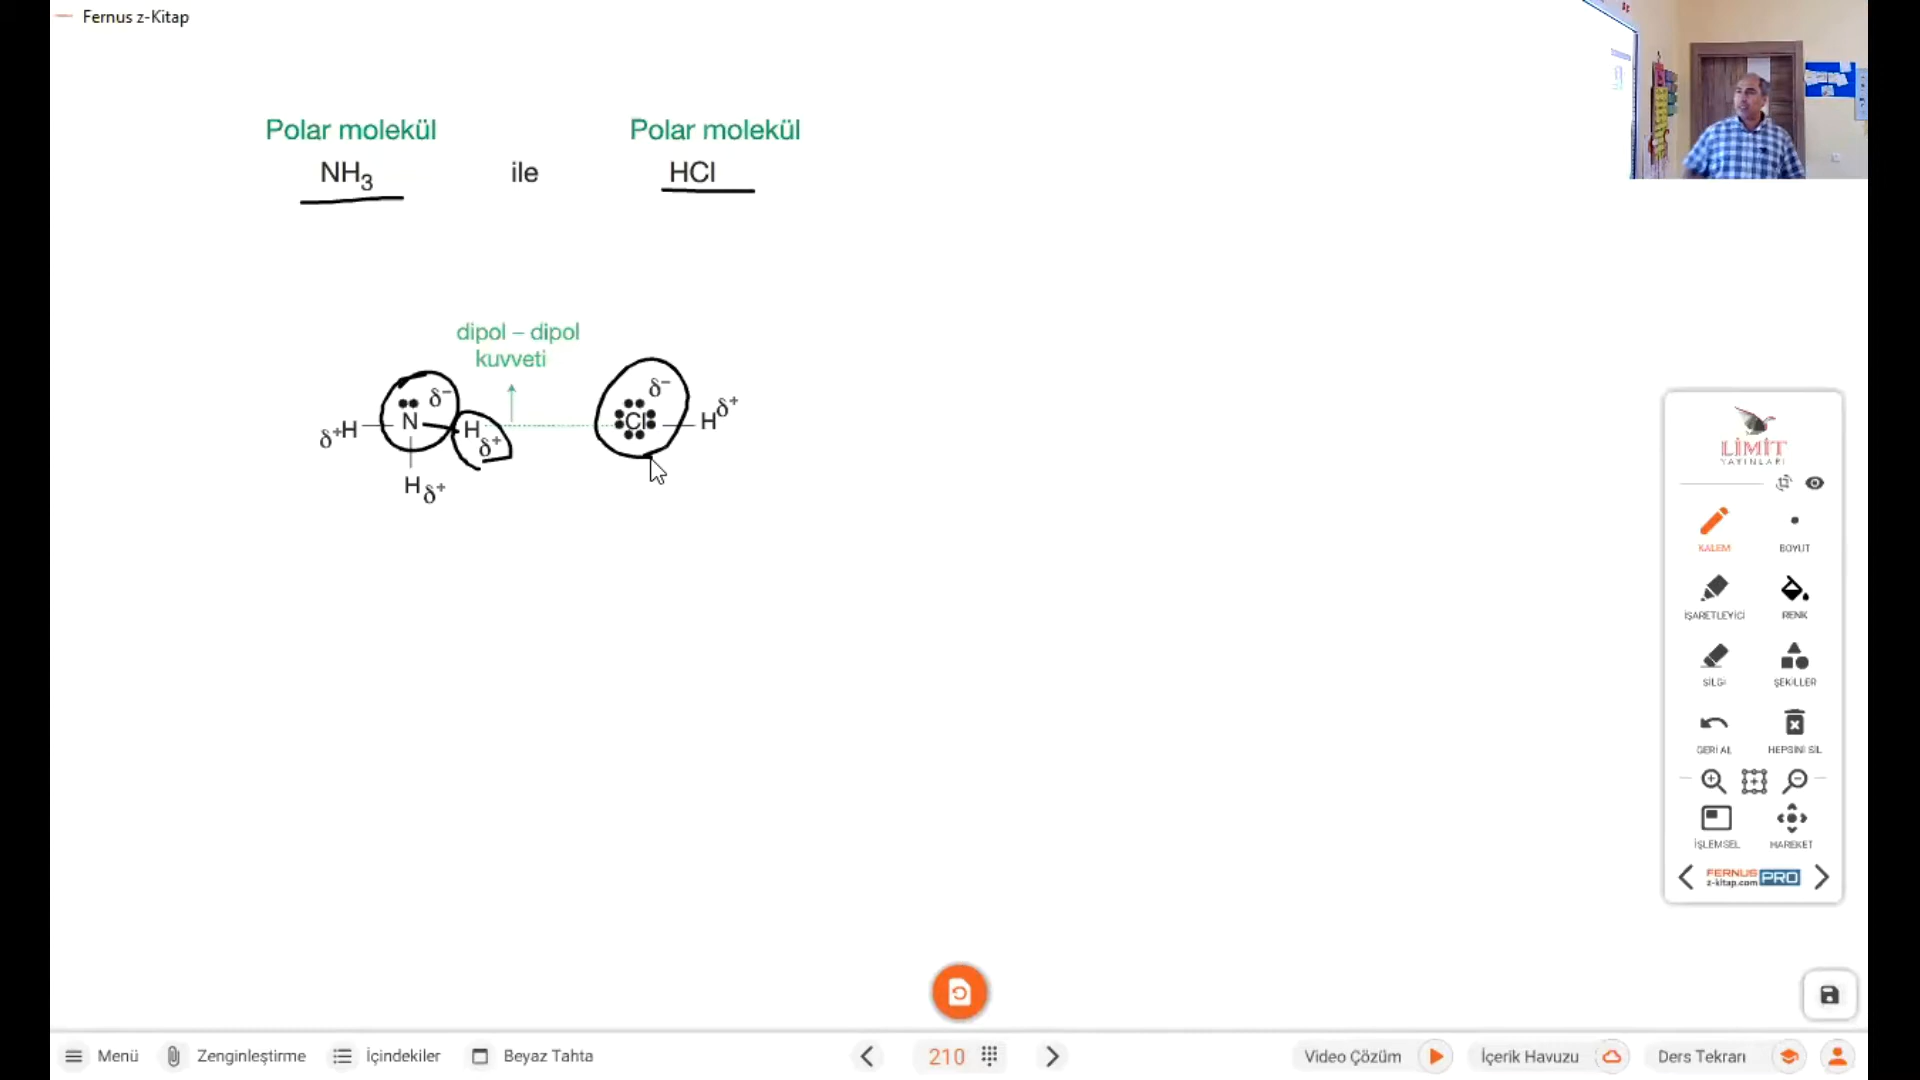 Fernus z-Kitap
Polar molekül Polar molekül
NH3 ile HCl
dipol – dipol
kuvveti
δ⁻ δ⁻
δ⁺H N H Cl H δ⁺
δ⁺
H δ⁺
LİMİT
YAYINLARI
KALEM BOYUT
İŞARETLEYİCİ RENK
SİLGİ ŞEKİLLER
GERİ AL HEPSİNİ SİL
İŞLEMSEL HAREKET
FERNUS PRO
z-kitap.com
Menü Zenginleştirme İçindekiler Beyaz Tahta 210 Video Çözüm İçerik Havuzu Ders Tekrarı